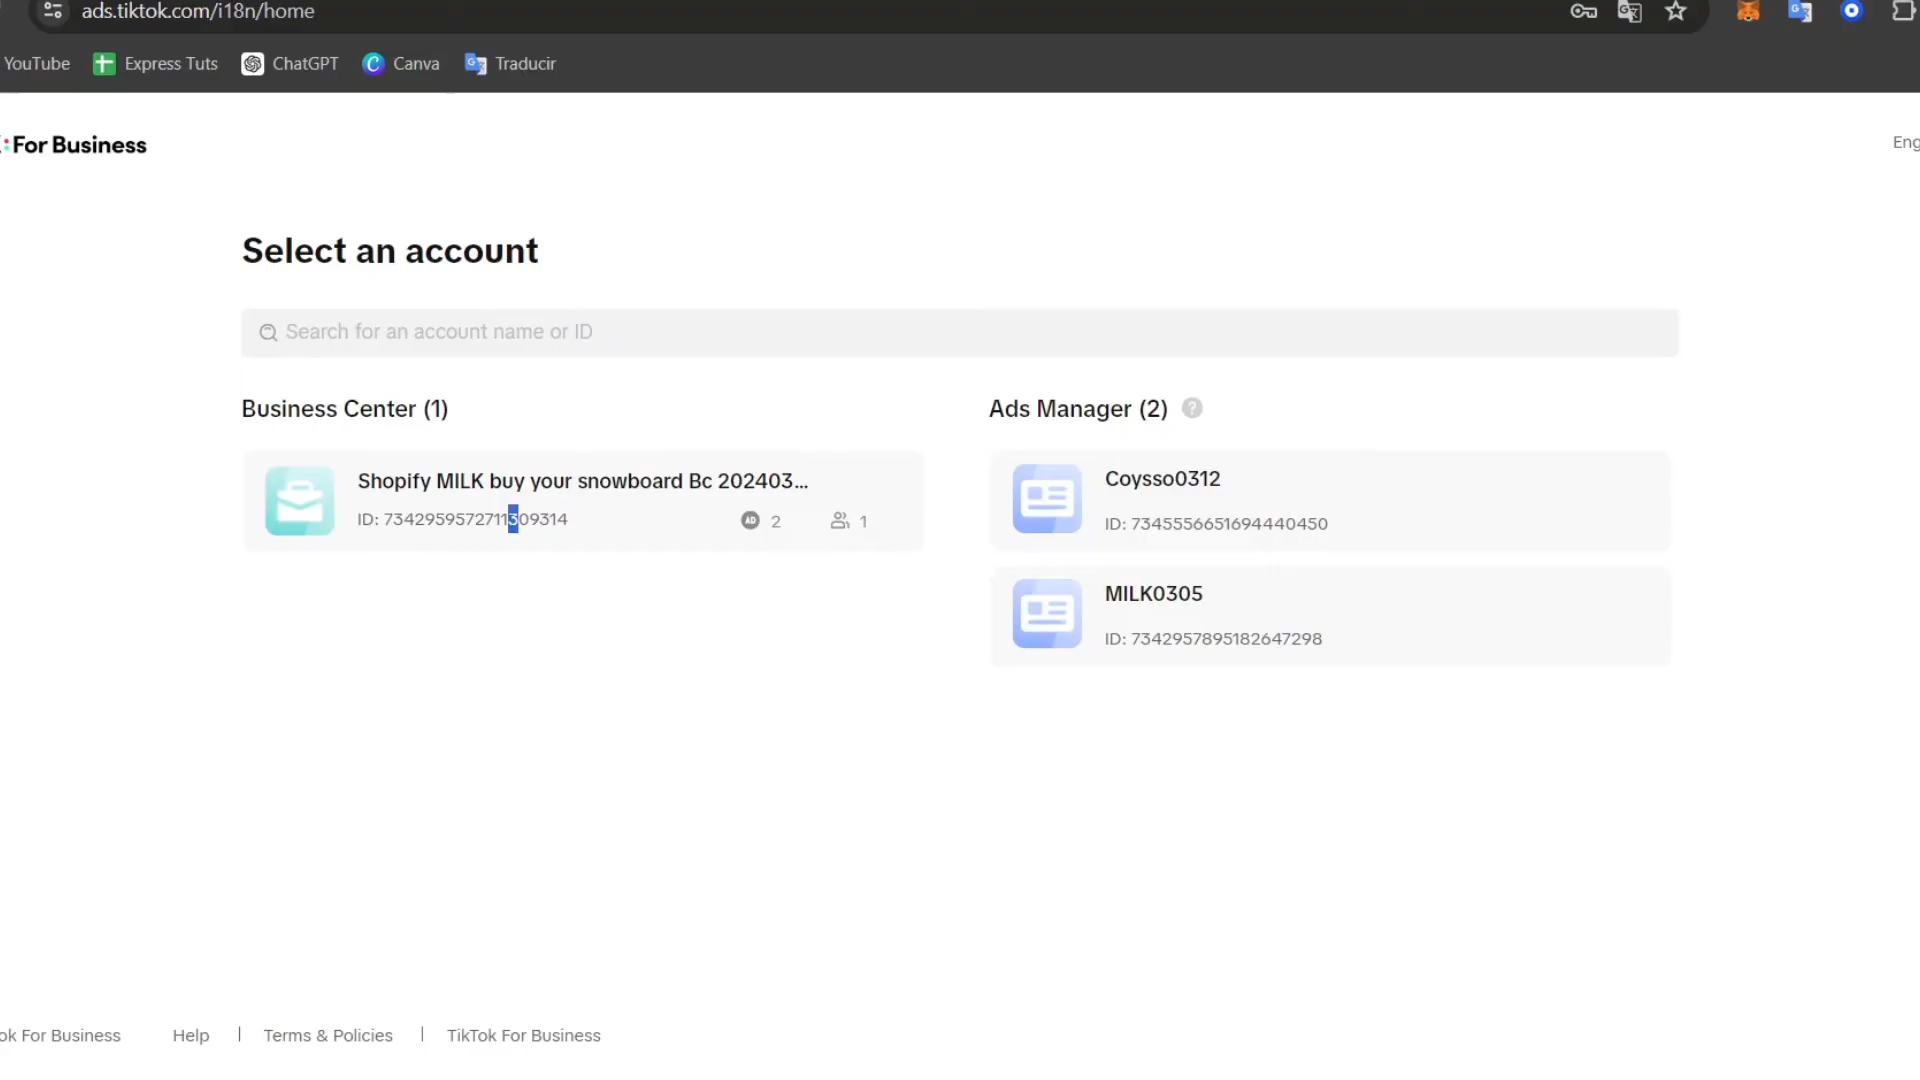 ads.tiktok.com/i18n/home
YouTube Express Tuts ChatGPT Canva Traducir
: For Business
Eng
Select an account
Search for an account name or ID
Business Center (1)
Shopify MILK buy your snowboard Bc 202403...
ID: 7342959572711309314
AD 2 1
Ads Manager (2) ?
Coysso0312
ID: 7345556651694440450
MILK0305
ID: 7342957895182647298
ok For Business Help | Terms & Policies | TikTok For Business